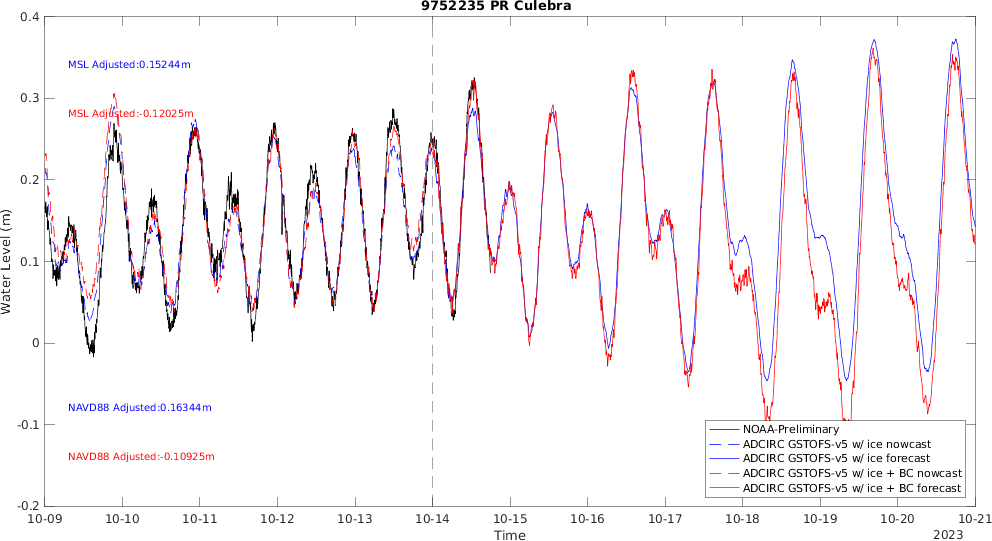 9752235 PR Culebra
0.4
0.3
0.2
0.1
0
-0.1
-0.2
Water Level (m)
MSL Adjusted:0.15244m
MSL Adjusted:-0.12025m
NAVD88 Adjusted:0.16344m
NAVD88 Adjusted:-0.10925m
NOAA-Preliminary
ADCIRC GSTOFS-v5 w/ ice nowcast
ADCIRC GSTOFS-v5 w/ ice forecast
ADCIRC GSTOFS-v5 w/ ice + BC nowcast
ADCIRC GSTOFS-v5 w/ ice + BC forecast
10-09 10-10 10-11 10-12 10-13 10-14 10-15 10-16 10-17 10-18 10-19 10-20 10-21
Time
2023